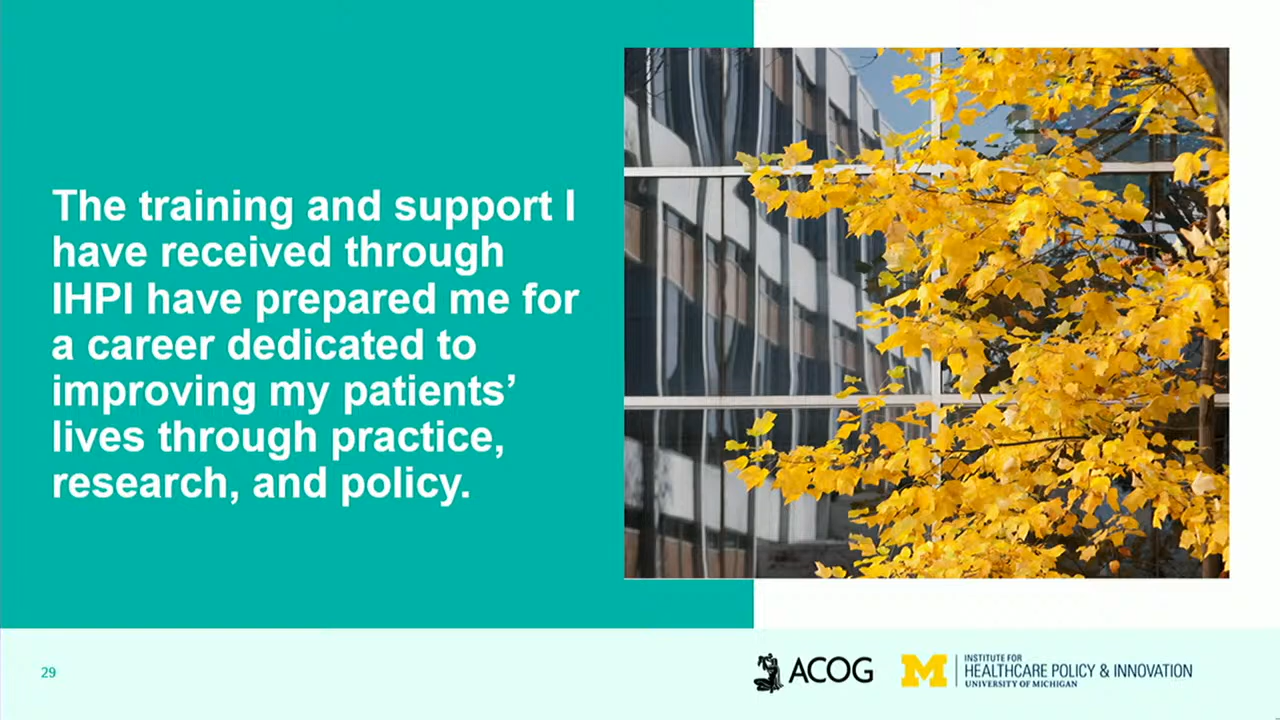 The training and support I
have received through
IHPI have prepared me for
a career dedicated to
improving my patients’
lives through practice,
research, and policy.
29
ACOG
M
INSTITUTE FOR
HEALTHCARE POLICY & INNOVATION
UNIVERSITY OF MICHIGAN